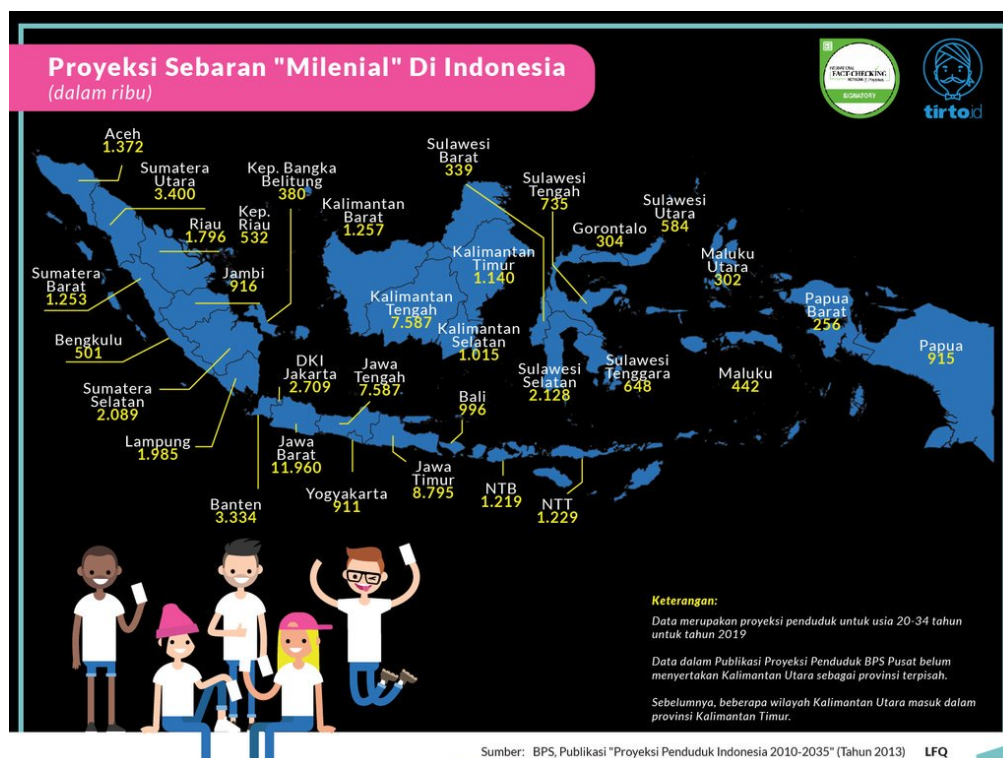 Proyeksi Sebaran "Milenial" Di Indonesia
(dalam ribu)
INTERNATIONAL
FACT-CHECKING
SIGNATORY
tirto.id
Aceh
1.372
Sumatera
Utara
3.400
Kep. Bangka
Belitung
380
Kep.
Riau
532
Riau
1.796
Kalimantan
Barat
1.257
Sulawesi
Barat
339
Sulawesi
Tengah
735
Gorontalo
304
Sulawesi
Utara
584
Maluku
Utara
302
Sumatera
Barat
1.253
Jambi
916
Kalimantan
Timur
1.140
Kalimantan
Tengah
7.587
Kalimantan
Selatan
1.015
Papua
Barat
256
Papua
915
Bengkulu
501
Sumatera
Selatan
2.089
Lampung
1.985
DKI
Jakarta
2.709
Jawa
Tengah
7.587
Bali
996
Sulawesi
Selatan
2.128
Sulawesi
Tenggara
648
Maluku
442
Banten
3.334
Jawa
Barat
11.960
Yogyakarta
911
Jawa
Timur
8.795
NTB
1.219
NTT
1.229
Keterangan:
Data merupakan proyeksi penduduk untuk usia 20-34 tahun
untuk tahun 2019
Data dalam Publikasi Proyeksi Penduduk BPS Pusat belum
menyertakan Kalimantan Utara sebagai provinsi terpisah.
Sebelumnya, beberapa wilayah Kalimantan Utara masuk dalam
provinsi Kalimantan Timur.
Sumber: BPS, Publikasi "Proyeksi Penduduk Indonesia 2010-2035" (Tahun 2013) LFQ